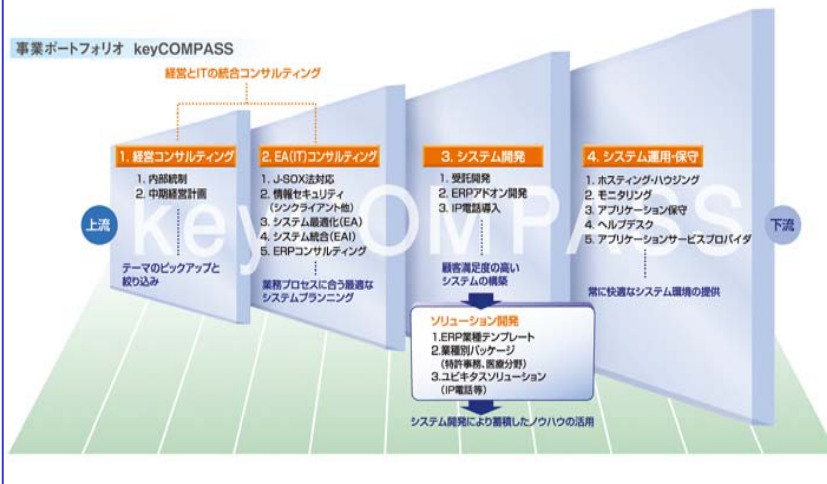 事業ポートフォリオ keyCOMPASS
経営とITの統合コンサルティング
keyCOMPASS
上流
1. 経営コンサルティング
1. 内部統制
2. 中期経営計画
テーマのピックアップと
絞り込み
2. EA(IT)コンサルティング
1. J-SOX法対応
2. 情報セキュリティ
(シンクライアント他)
3. システム最適化(EA)
4. システム統合(EAI)
5. ERPコンサルティング
業務プロセスに合う最適な
システムプランニング
3. システム開発
1. 受託開発
2. ERPアドオン開発
3. IP電話導入
顧客満足度の高い
システムの構築
ソリューション開発
1.ERP業種テンプレート
2.業種別パッケージ
(特許事務、医療分野)
3.ユビキタスソリューション
(IP電話等)
システム開発により蓄積したノウハウの活用
4. システム運用・保守
1. ホスティング・ハウジング
2. モニタリング
3. アプリケーション保守
4. ヘルプデスク
5. アプリケーションサービスプロバイダ
常に快適なシステム環境の提供
下流